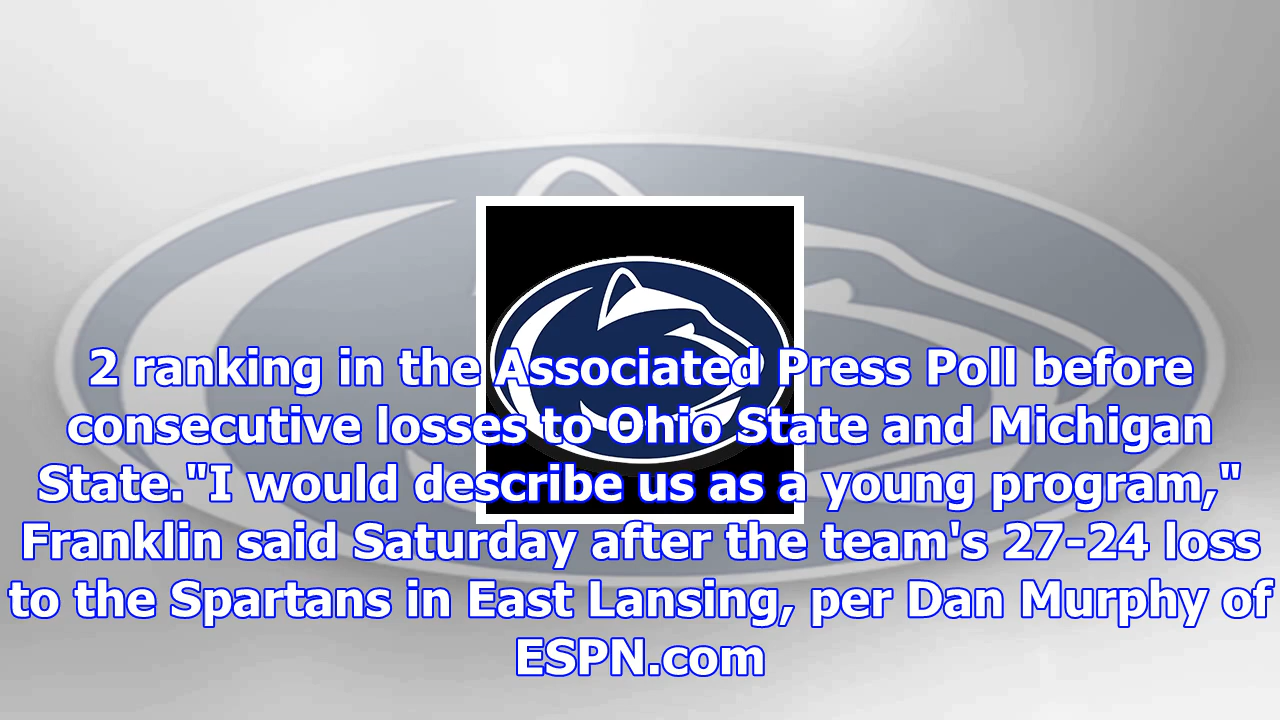 2 ranking in the Associated Press Poll before
consecutive losses to Ohio State and Michigan
State."I would describe us as a young program,"
Franklin said Saturday after the team's 27-24 loss
to the Spartans in East Lansing, per Dan Murphy of
ESPN.com